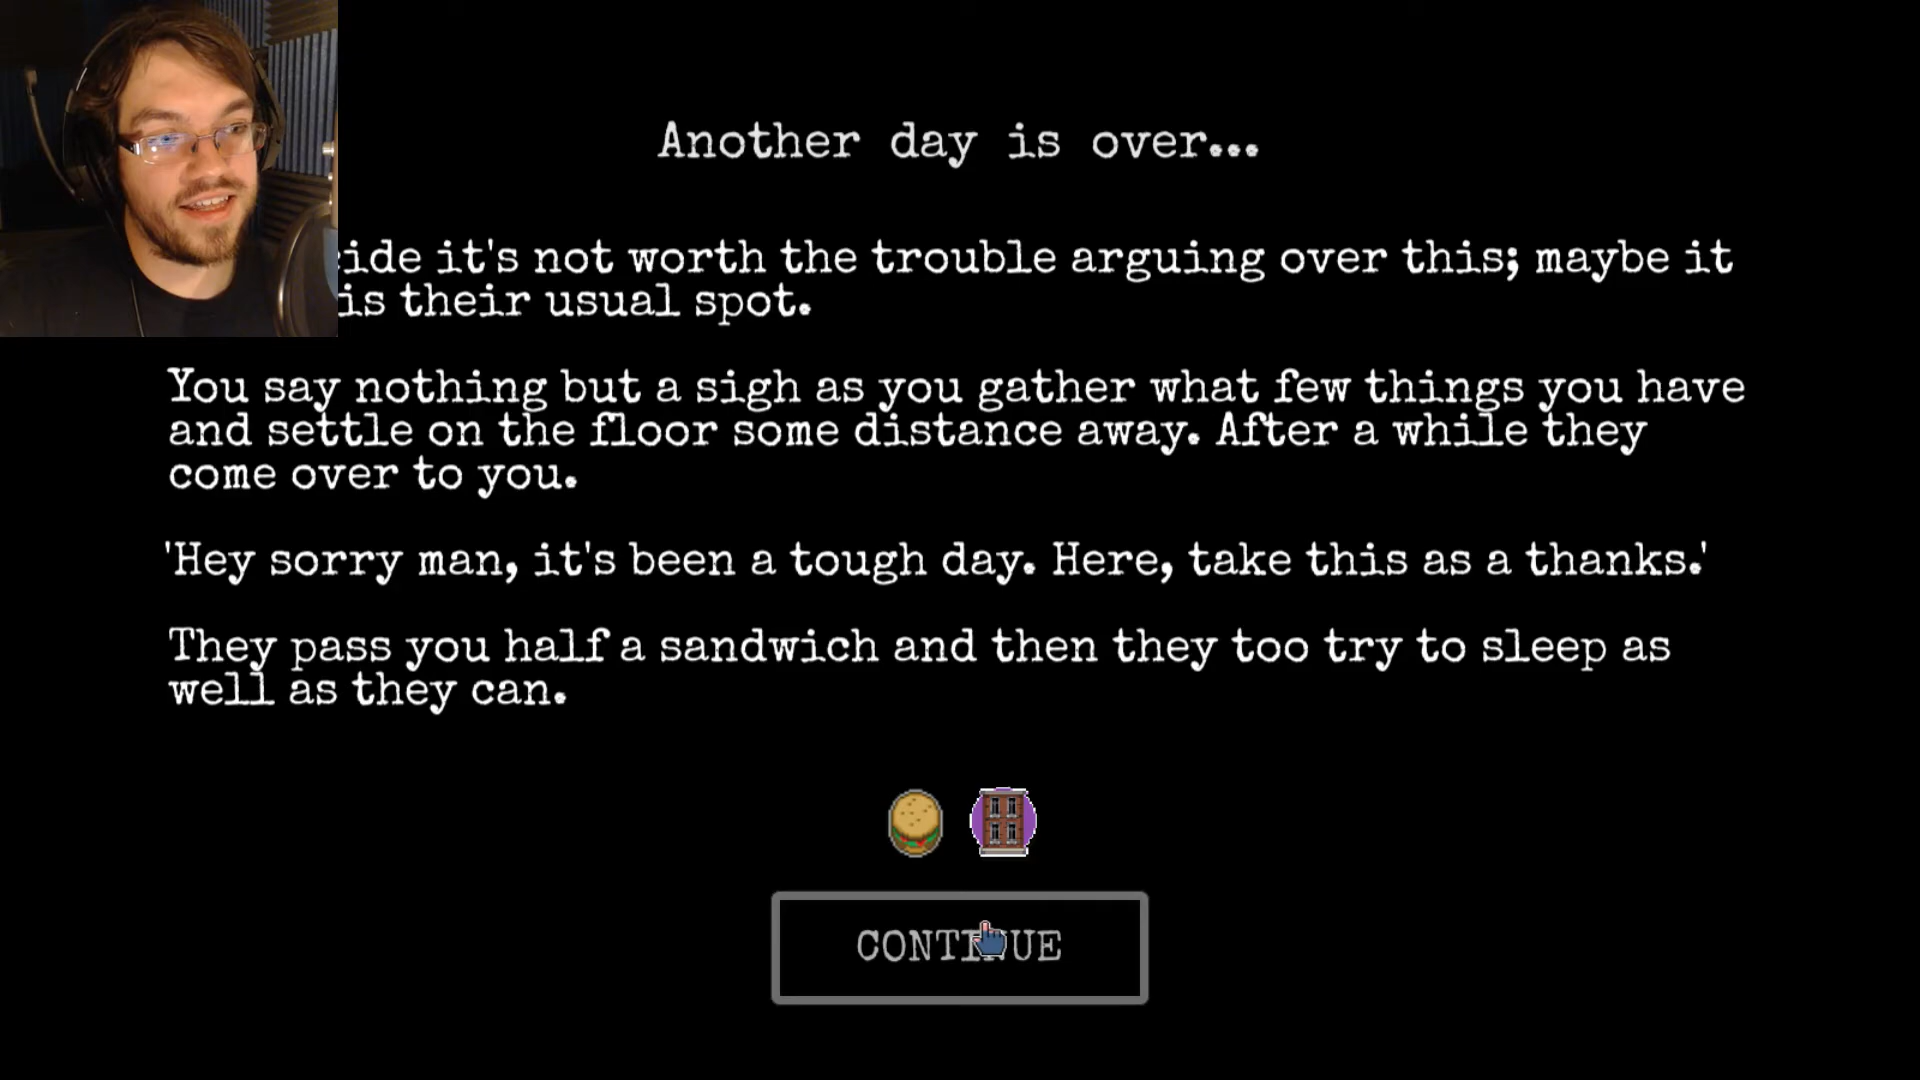 Another day is over...
ide it's not worth the trouble arguing over this; maybe it
is their usual spot.
You say nothing but a sigh as you gather what few things you have
and settle on the floor some distance away. After a while they
come over to you.
'Hey sorry man, it's been a tough day. Here, take this as a thanks.'
They pass you half a sandwich and then they too try to sleep as
well as they can.
CONTINUE